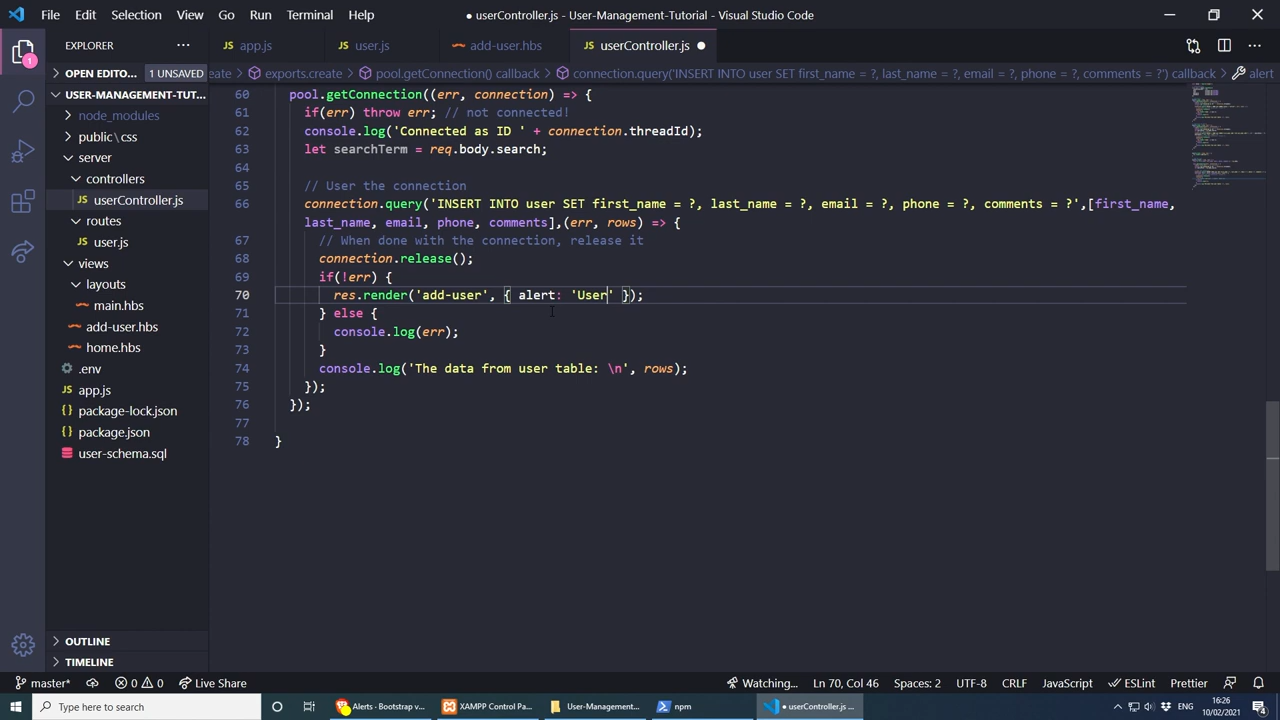 File Edit Selection View Go Run Terminal Help
● userController.js - User-Management-Tutorial - Visual Studio Code
EXPLORER
app.js user.js add-user.hbs userController.js ●
OPEN EDITO... 1 UNSAVED
eate > exports.create > pool.getConnection() callback > connection.query('INSERT INTO user SET first_name = ?, last_name = ?, email = ?, phone = ?, comments = ?') callback > alert
USER-MANAGEMENT-TUT...
node_modules
public\css
server
controllers
userController.js
routes
user.js
views
layouts
main.hbs
add-user.hbs
home.hbs
.env
app.js
package-lock.json
package.json
user-schema.sql
OUTLINE
TIMELINE
60 pool.getConnection((err, connection) => {
61 if(err) throw err; // not connected!
62 console.log('Connected as ID ' + connection.threadId);
63 let searchTerm = req.body.search;
64
65 // User the connection
66 connection.query('INSERT INTO user SET first_name = ?, last_name = ?, email = ?, phone = ?, comments = ?',[first_name,
last_name, email, phone, comments],(err, rows) => {
67 // When done with the connection, release it
68 connection.release();
69 if(!err) {
70 res.render('add-user', { alert: 'User' });
71 } else {
72 console.log(err);
73 }
74 console.log('The data from user table: \n', rows);
75 });
76 });
77
78 }
master* 0 0 Live Share Watching... Ln 70, Col 46 Spaces: 2 UTF-8 CRLF JavaScript ESLint Prettier
Type here to search Alerts · Bootstrap v... XAMPP Control Pa... User-Management... npm ● userController.js ... 16:26
10/02/2021